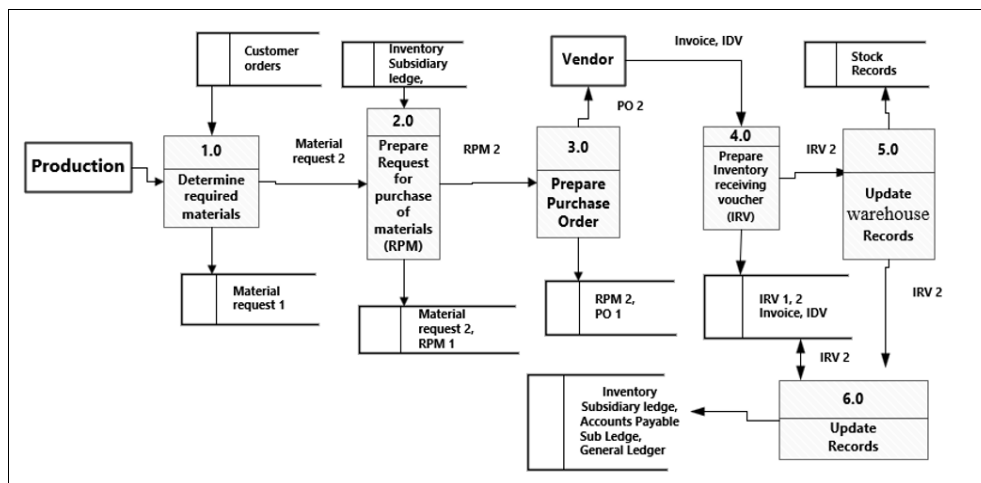 Customer
orders
Inventory
Subsidiary
ledge,
Vendor
Invoice, IDV
Stock
Records
PO 2
Production
1.0
Determine
required
materials
Material
request 2
2.0
Prepare
Request
for
purchase
of
materials
(RPM)
RPM 2
3.0
Prepare
Purchase
Order
4.0
Prepare
Inventory
receiving
voucher
(IRV)
IRV 2
5.0
Update
warehouse
Records
Material
request 1
Material
request 2,
RPM 1
RPM 2,
PO 1
IRV 1, 2
Invoice, IDV
IRV 2
IRV 2
Inventory
Subsidiary ledge,
Accounts Payable
Sub Ledge,
General Ledger
6.0
Update
Records